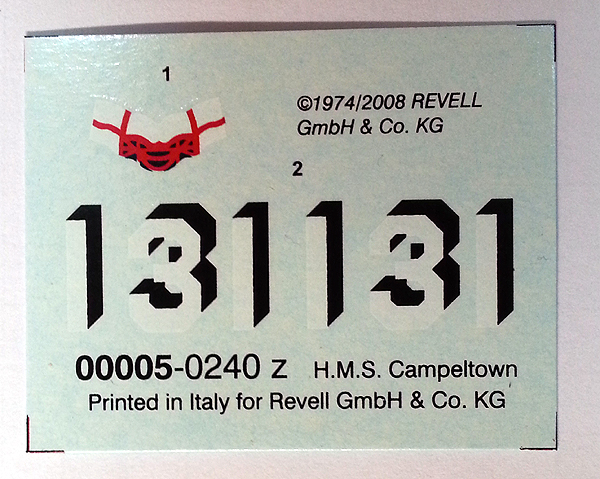 1
©1974/2008 REVELL
GmbH & Co. KG
2
131131
00005-0240 Z H.M.S. Campeltown
Printed in Italy for Revell GmbH & Co. KG